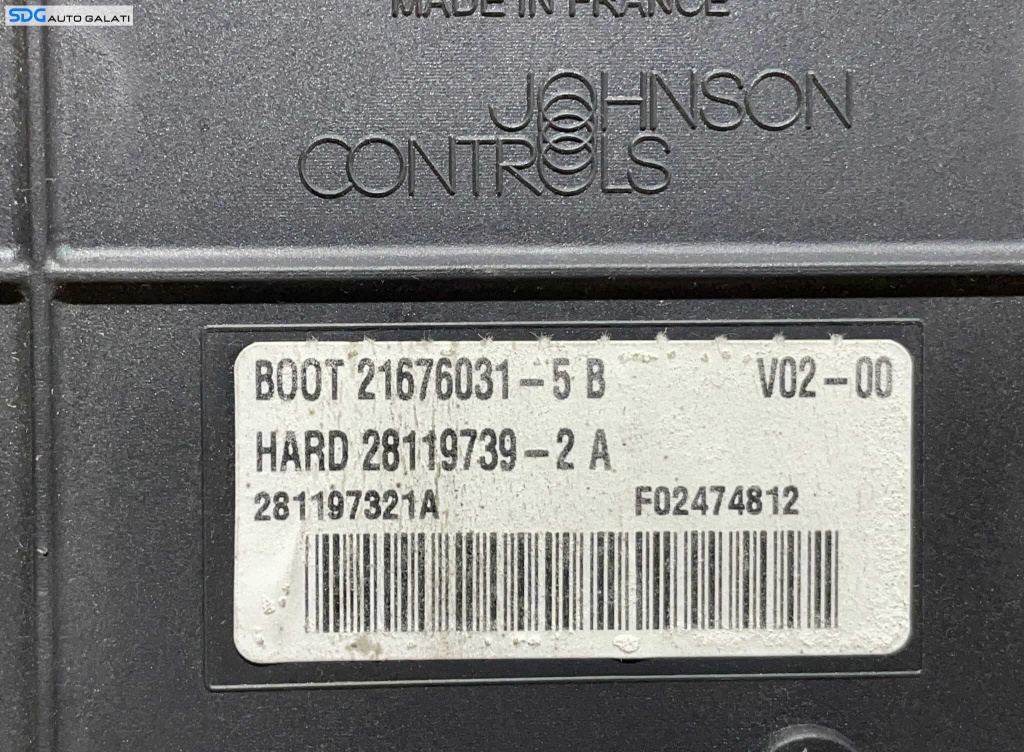 SDG AUTO GALATI
MADE IN FRANCE
JOHNSON
CONTROLS
BOOT 21676031-5 B V02-00
HARD 28119739-2 A
281197321A F02474812